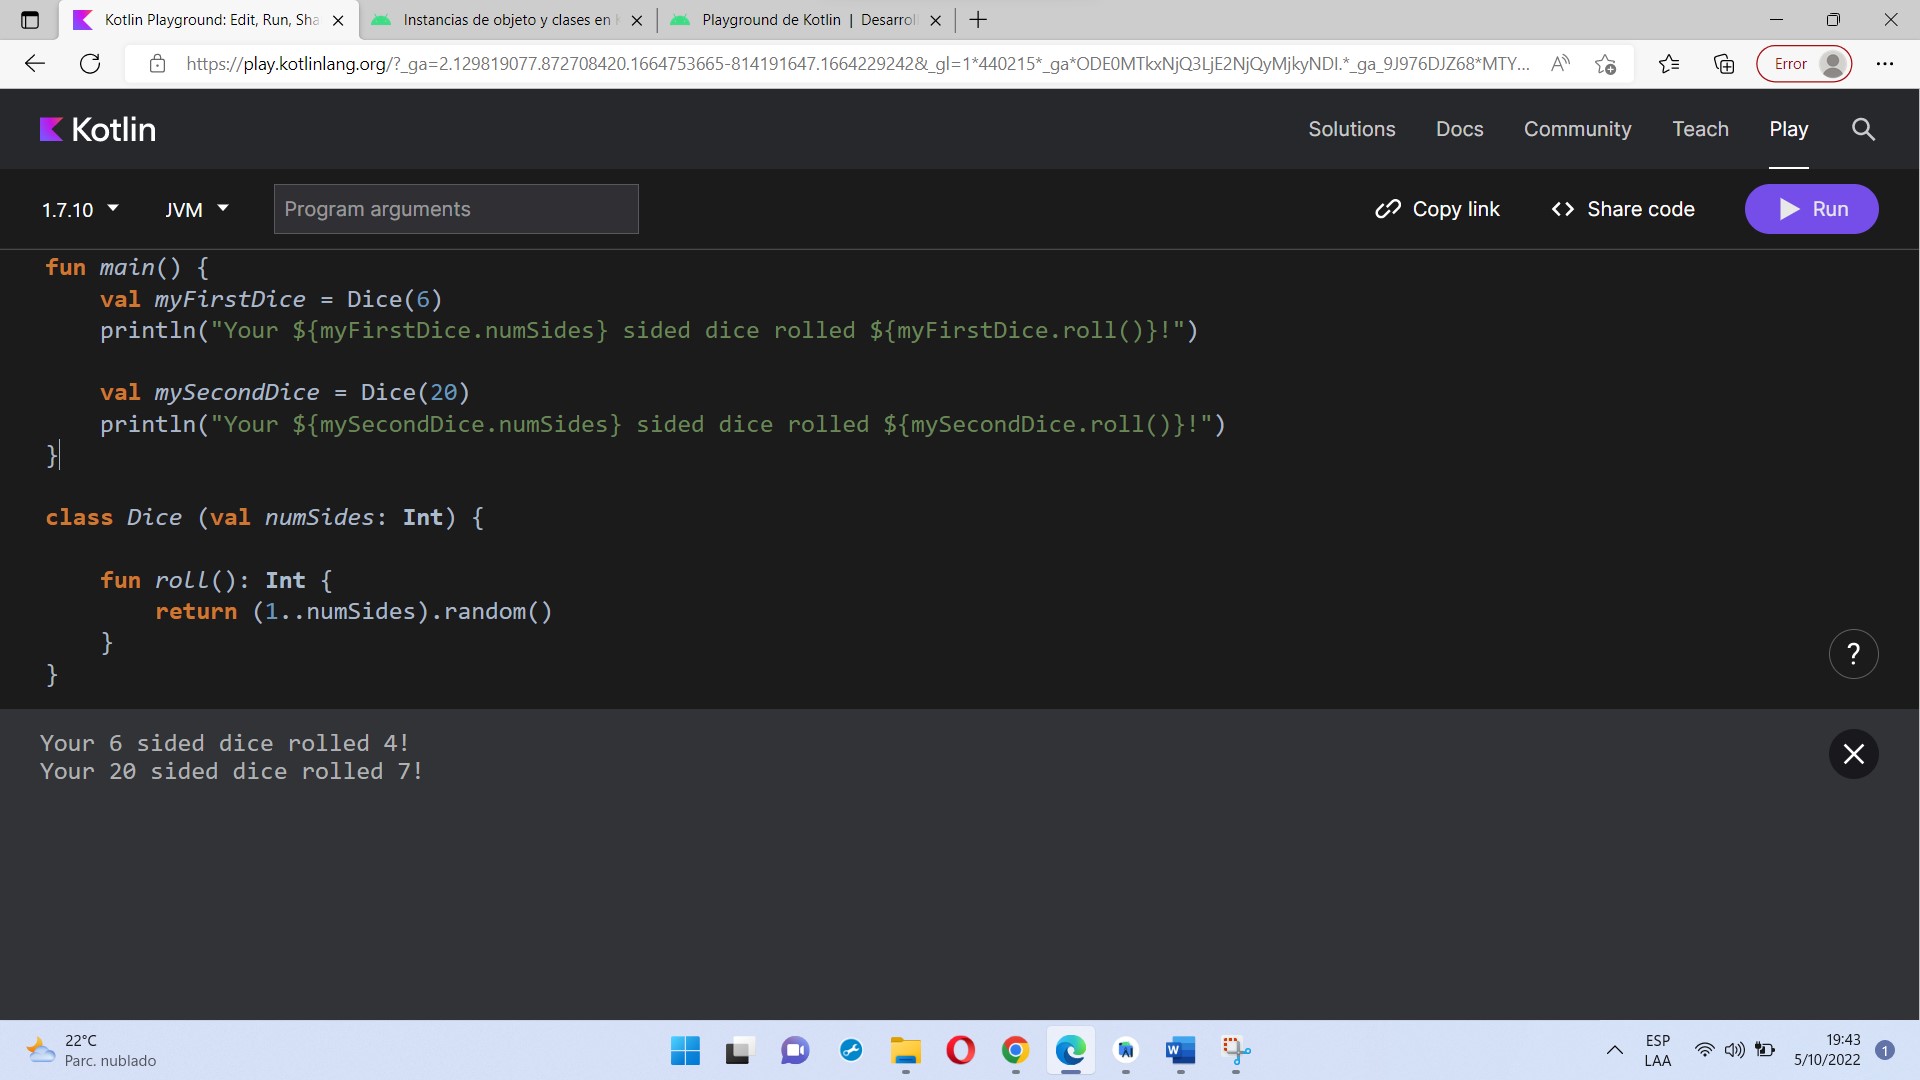 Kotlin Playground: Edit, Run, Sha
Instancias de objeto y clases en
Playground de Kotlin | Desarrol
https://play.kotlinlang.org/?_ga=2.129819077.872708420.1664753665-814191647.1664229242&_gl=1*440215*_ga*ODE0MTkxNjQ3LjE2NjQyMjkyNDI.*_ga_9J976DJZ68*MTY...
Error
Kotlin
Solutions
Docs
Community
Teach
Play
1.7.10
JVM
Program arguments
Copy link
<> Share code
Run
fun main() {
    val myFirstDice = Dice(6)
    println("Your ${myFirstDice.numSides} sided dice rolled ${myFirstDice.roll()}!")
    val mySecondDice = Dice(20)
    println("Your ${mySecondDice.numSides} sided dice rolled ${mySecondDice.roll()}!")
}
class Dice (val numSides: Int) {
    fun roll(): Int {
        return (1..numSides).random()
    }
}
?
Your 6 sided dice rolled 4!
Your 20 sided dice rolled 7!
22°C
Parc. nublado
ESP
LAA
19:43
5/10/2022
1